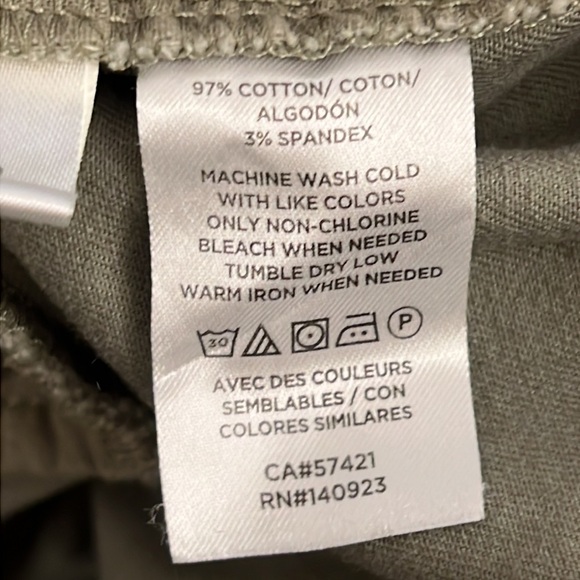 97% COTTON/ COTON/
ALGODÓN
3% SPANDEX
MACHINE WASH COLD
WITH LIKE COLORS
ONLY NON-CHLORINE
BLEACH WHEN NEEDED
TUMBLE DRY LOW
WARM IRON WHEN NEEDED
30 P
AVEC DES COULEURS
SEMBLABLES / CON
COLORES SIMILARES
CA#57421
RN#140923